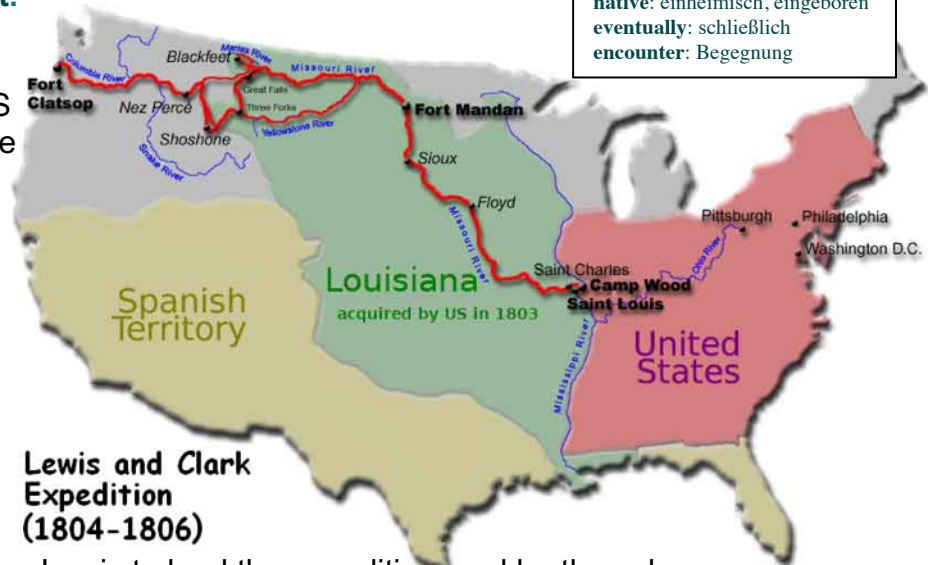 t.
native: einheimisch, eingeboren
eventually: schließlich
encounter: Begegnung
S
e
Fort
Clatsop
Columbia River
Blackfeet
Marias River
Missouri River
Great Falls
Nez Perce
Three Forks
Yellowstone River
Shoshone
Snake River
Fort Mandan
Sioux
Floyd
Missouri River
Pittsburgh
Philadelphia
Washington D.C.
Ohio River
Saint Charles
Camp Wood
Saint Louis
Louisiana
acquired by US in 1803
Spanish
Territory
United
States
Mississippi River
Lewis and Clark
Expedition
(1804-1806)